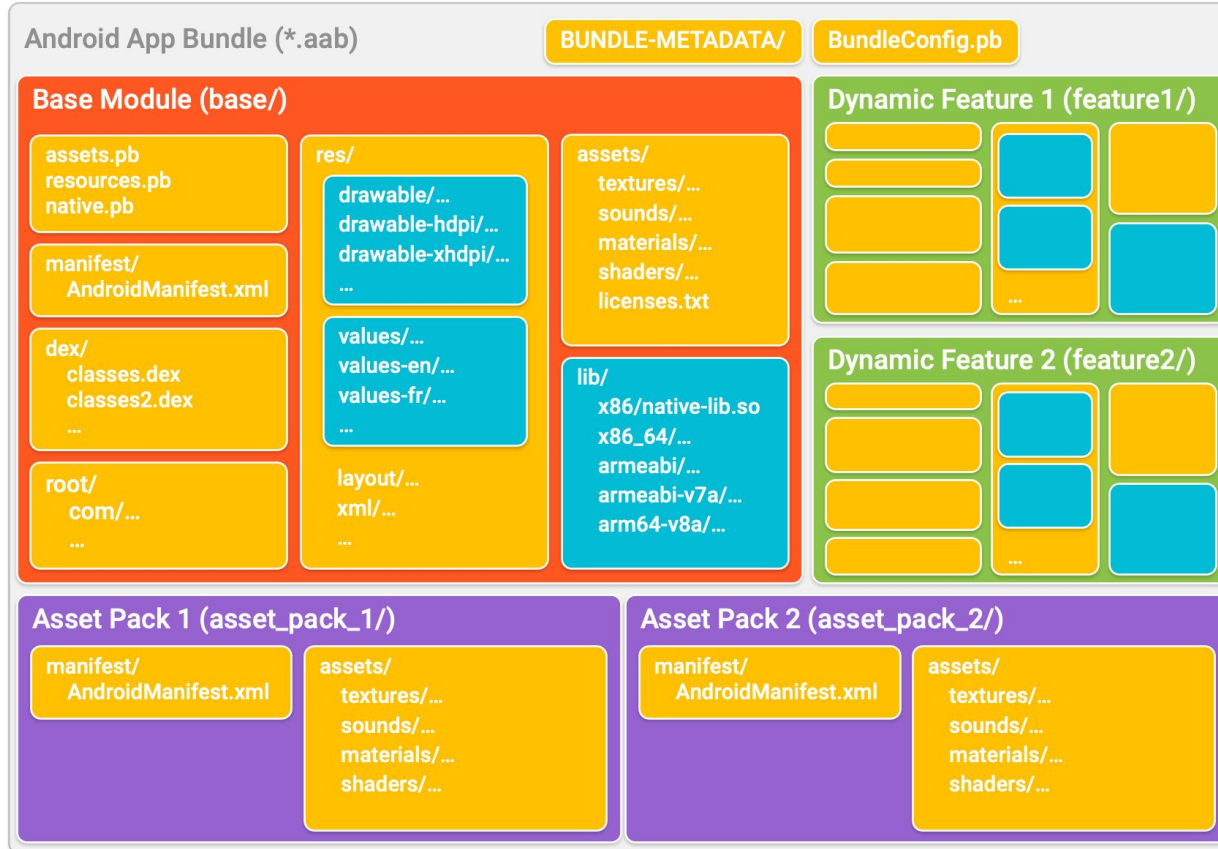 Android App Bundle (*.aab)
BUNDLE-METADATA/
BundleConfig.pb
Base Module (base/)
assets.pb
resources.pb
native.pb
manifest/
AndroidManifest.xml
dex/
classes.dex
classes2.dex
...
root/
com/...
...
res/
drawable/...
drawable-hdpi/...
drawable-xhdpi/...
...
values/...
values-en/...
values-fr/...
...
layout/...
xml/...
...
assets/
textures/...
sounds/...
materials/...
shaders/...
licenses.txt
lib/
x86/native-lib.so
x86_64/...
armeabi/...
armeabi-v7a/...
arm64-v8a/...
Dynamic Feature 1 (feature1/)
...
Dynamic Feature 2 (feature2/)
...
Asset Pack 1 (asset_pack_1/)
manifest/
AndroidManifest.xml
assets/
textures/...
sounds/...
materials/...
shaders/...
Asset Pack 2 (asset_pack_2/)
manifest/
AndroidManifest.xml
assets/
textures/...
sounds/...
materials/...
shaders/...